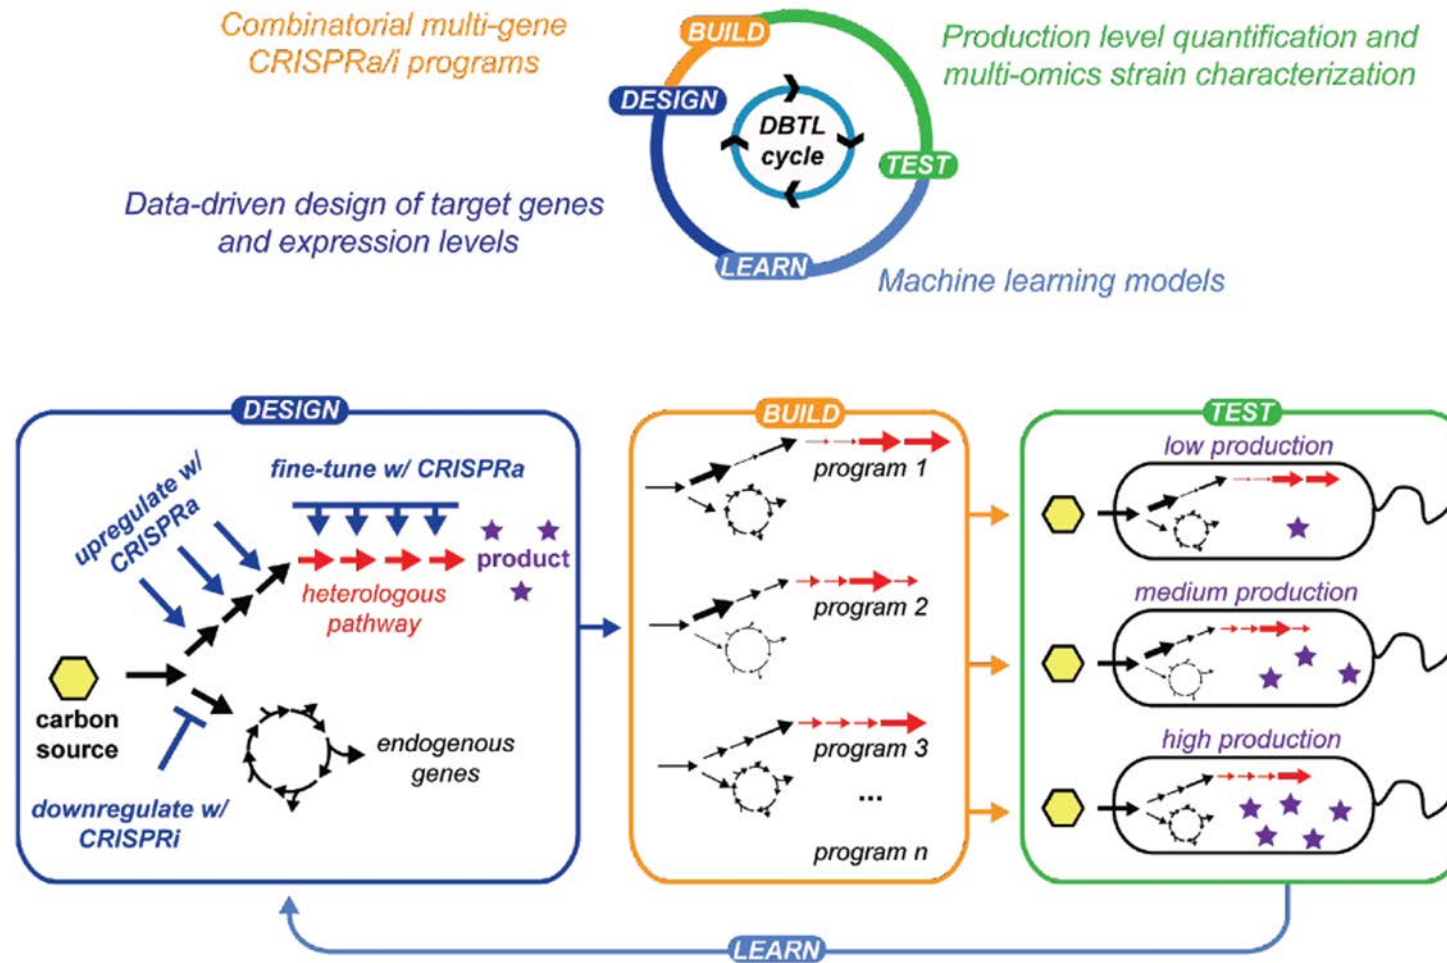 Combinatorial multi-gene
CRISPRa/i programs
BUILD
Production level quantification and
multi-omics strain characterization
DESIGN
DBTL
cycle
TEST
Data-driven design of target genes
and expression levels
LEARN
Machine learning models
DESIGN
upregulate w/
CRISPRa
fine-tune w/ CRISPRa
product
heterologous
pathway
carbon
source
endogenous
genes
downregulate w/
CRISPRi
BUILD
program 1
program 2
program 3
...
program n
TEST
low production
medium production
high production
LEARN